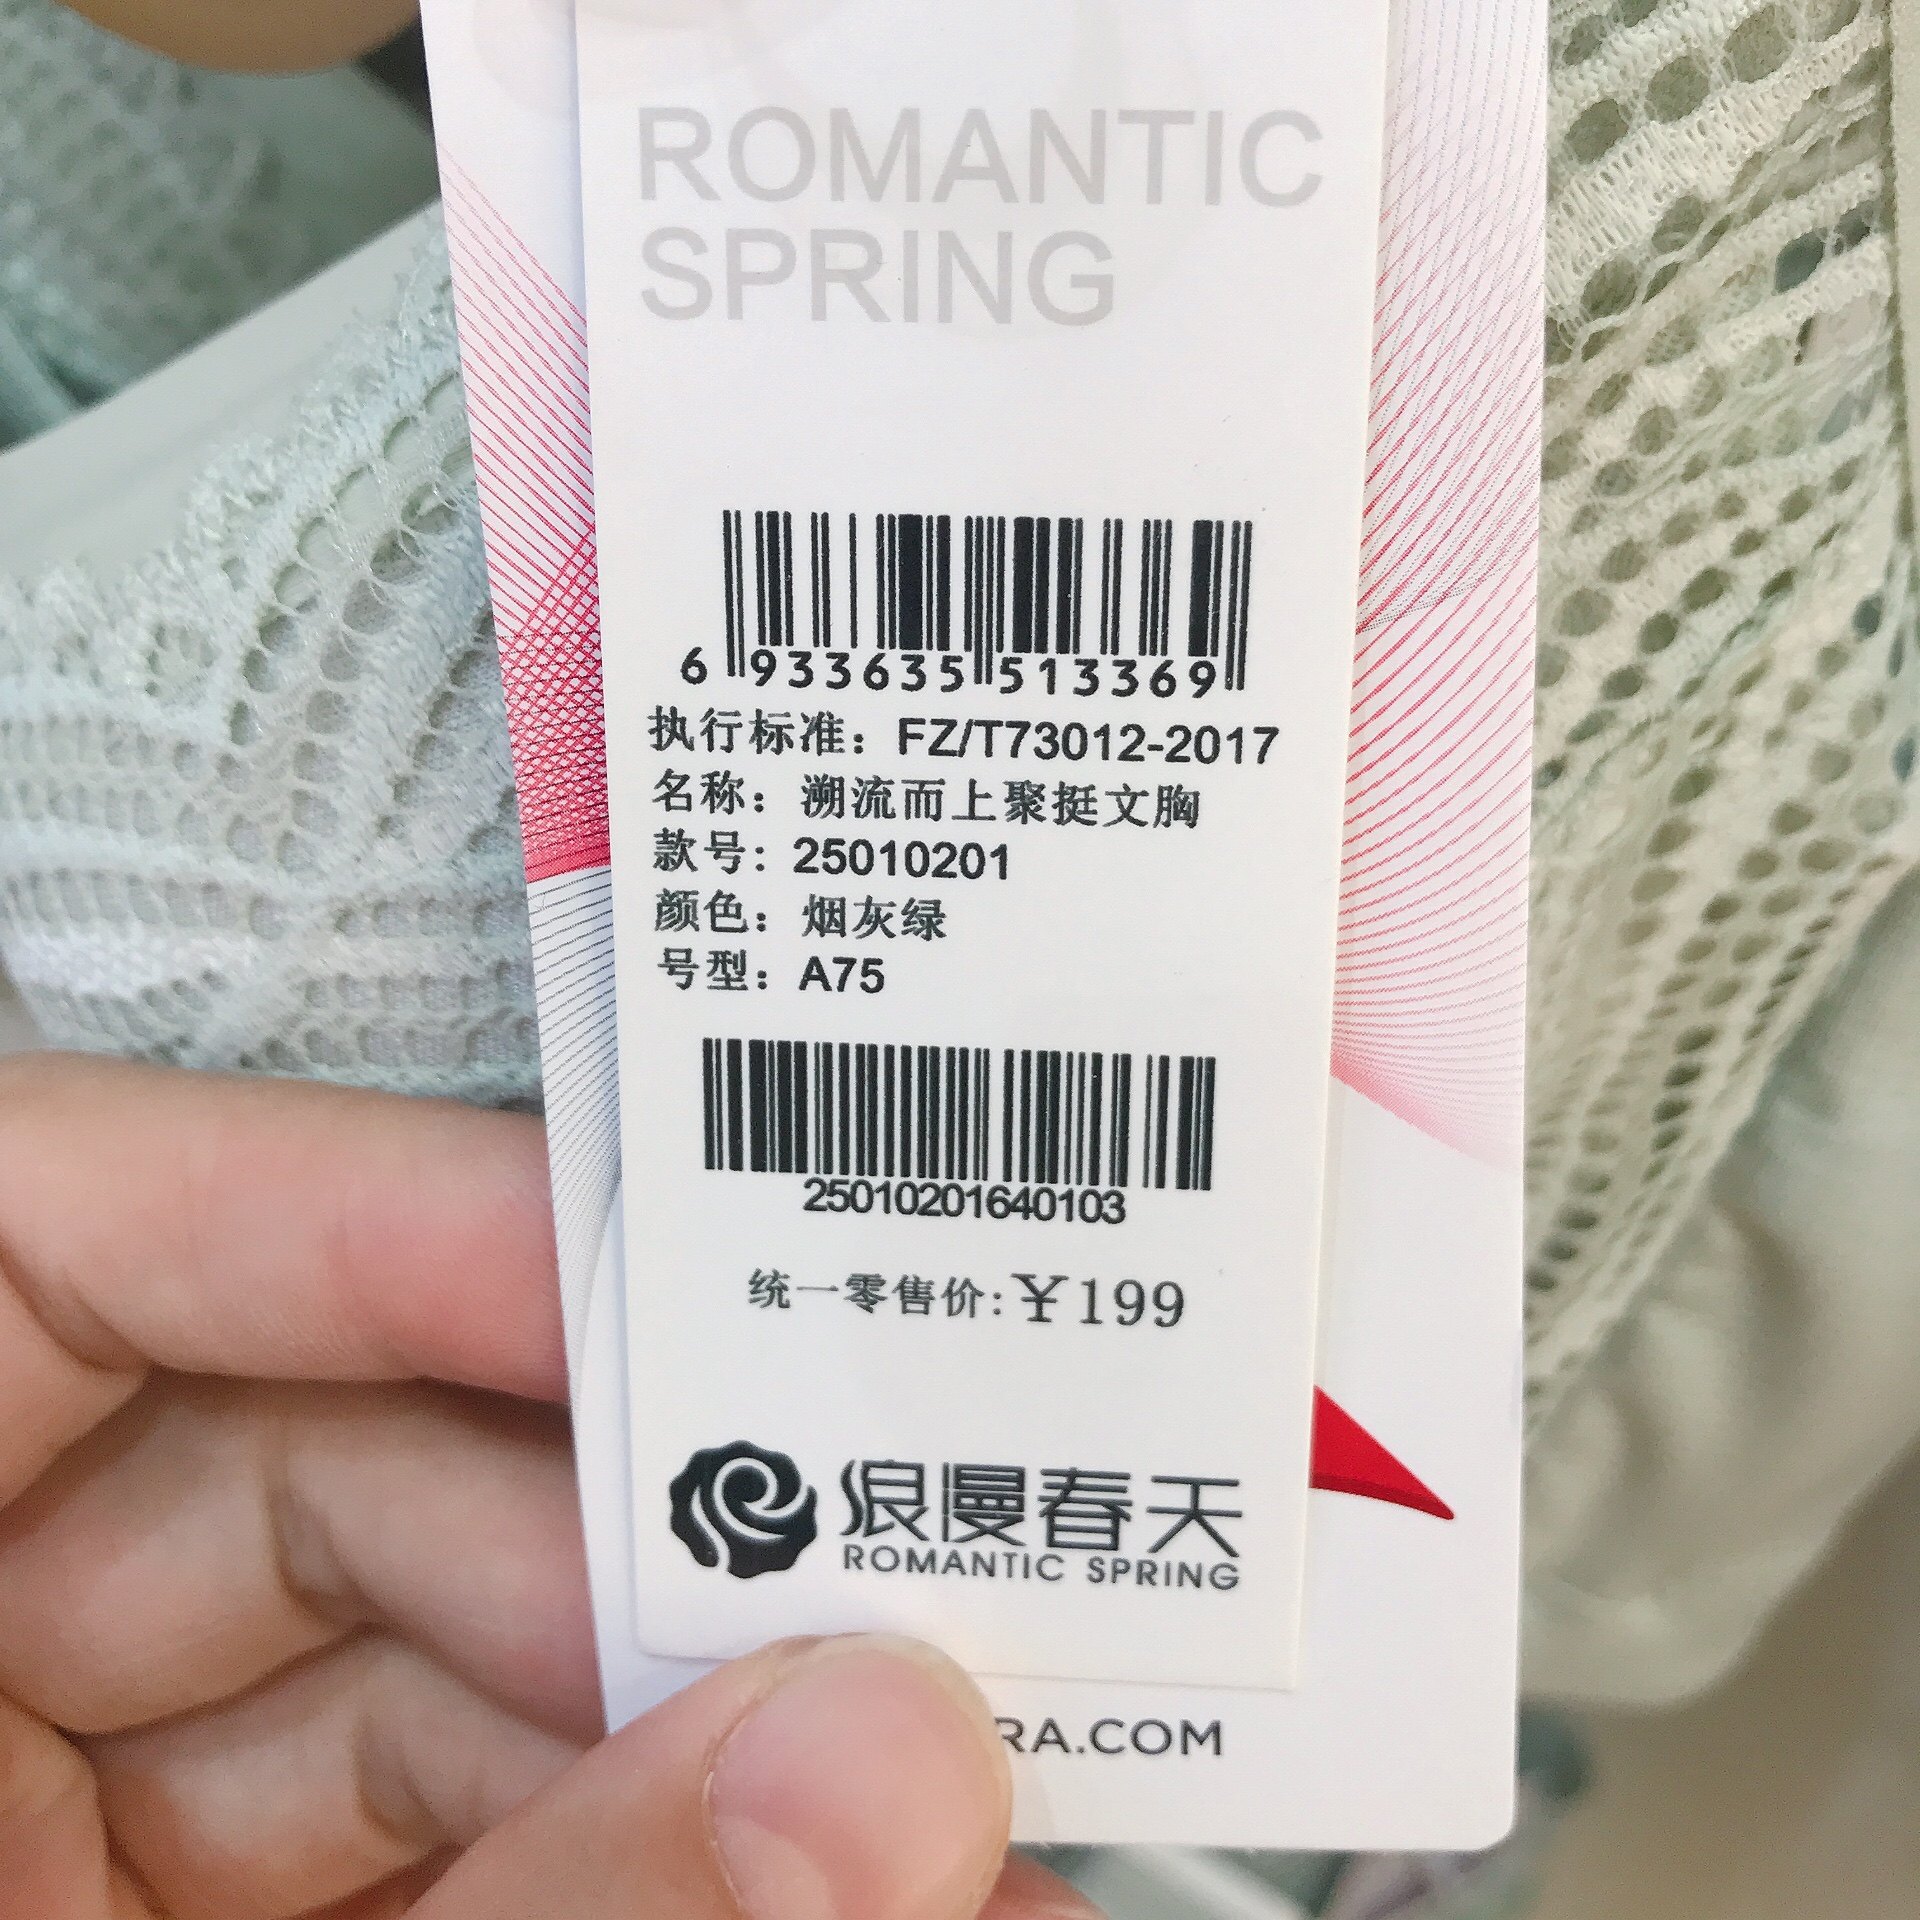 ROMANTIC
SPRING
6 933635 513369
执行标准：FZ/T73012-2017
名称：溯流而上聚挺文胸
款号：25010201
颜色：烟灰绿
号型：A75
25010201640103
统一零售价:￥199
浪漫春天
ROMANTIC SPRING
RA.COM